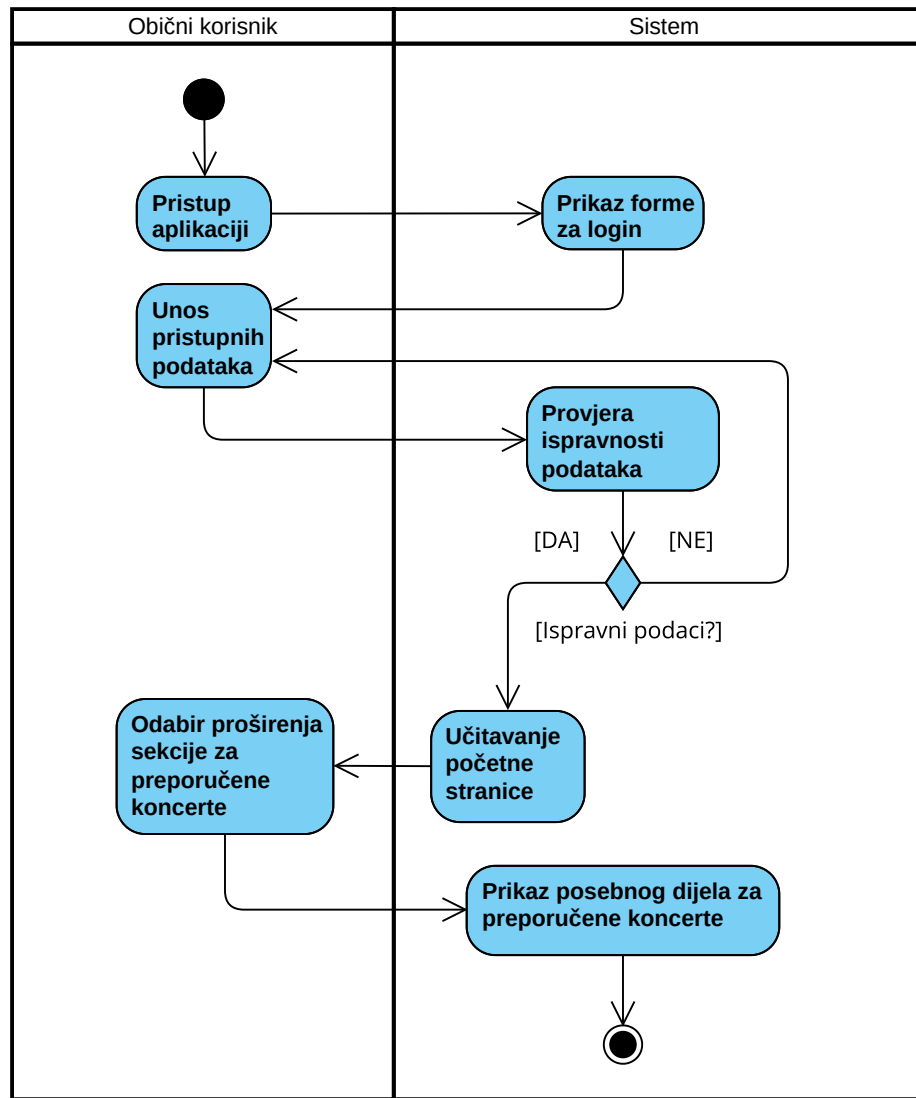 Obični korisnik
Sistem
Pristup
aplikaciji
Prikaz forme
za login
Unos
pristupnih
podataka
Provjera
ispravnosti
podataka
[DA]
[NE]
[Ispravni podaci?]
Odabir proširenja
sekcije za
preporučene
koncerte
Učitavanje
početne
stranice
Prikaz posebnog dijela za
preporučene koncerte